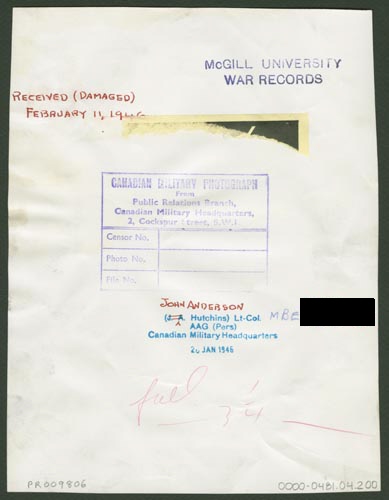 McGILL UNIVERSITY
WAR RECORDS
RECEIVED (DAMAGED)
FEBRUARY 11, 1946
CANADIAN MILITARY PHOTOGRAPH
From
Public Relations Branch,
Canadian Military Headquarters,
2, Cockspur Street, S.W.1
Censor No.
Photo No.
File No.
JOHN ANDERSON
(J. A. Hutchins) Lt-Col. MBE
AAG (Pers)
Canadian Military Headquarters
JAN 1946
full
PR009806
0000-0481.04.200